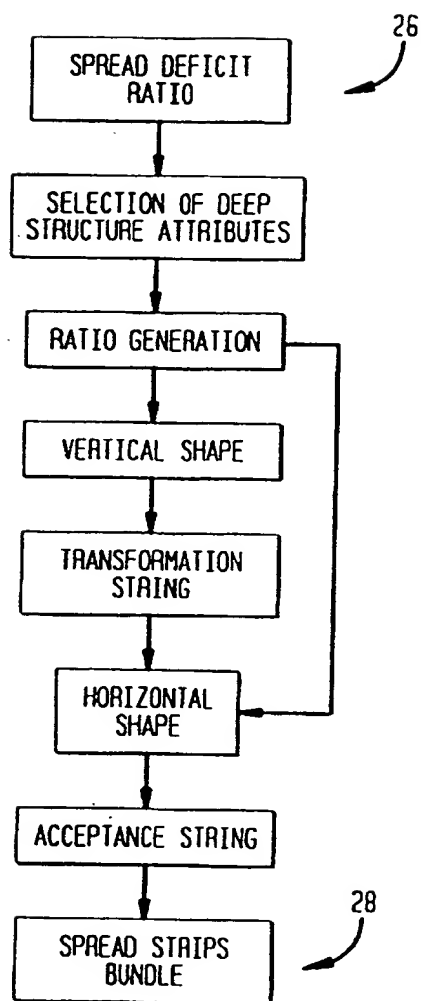 26
SPREAD DEFICIT
RATIO
SELECTION OF DEEP
STRUCTURE ATTRIBUTES
RATIO GENERATION
VERTICAL SHAPE
TRANSFORMATION
STRING
HORIZONTAL
SHAPE
ACCEPTANCE STRING
28
SPREAD STRIPS
BUNDLE